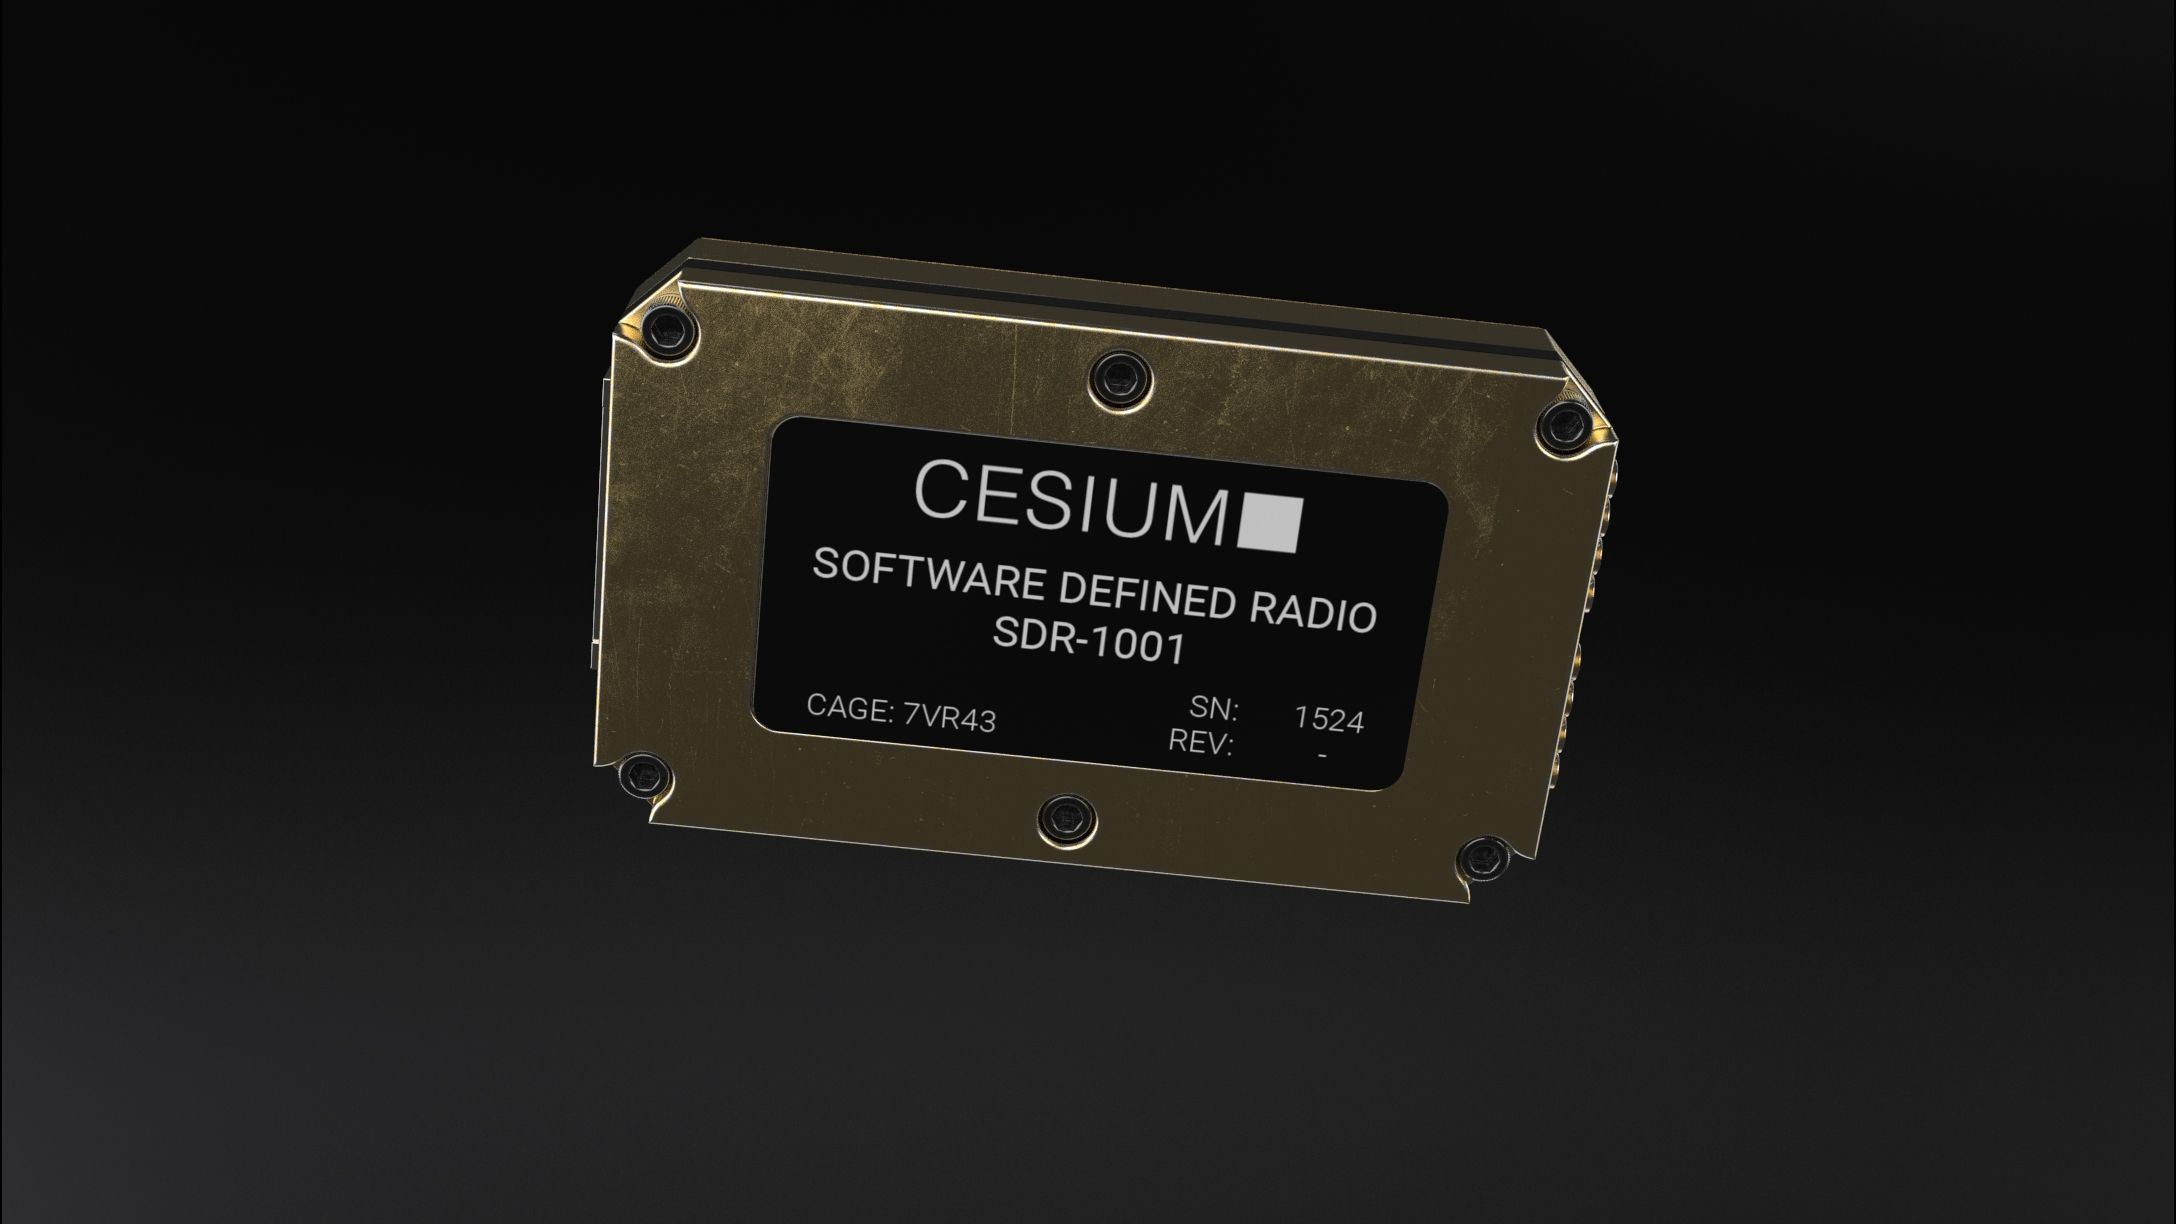 CESIUM
SOFTWARE DEFINED RADIO
SDR-1001
CAGE: 7VR43
SN: 1524
REV: -